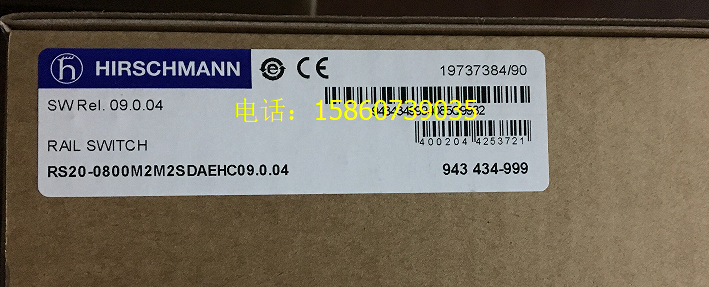 HIRSCHMANN
19737384/90
SW Rel. 09.0.04
电话：15860739035
4002044253721
RAIL SWITCH
RS20-0800M2M2SDAEHC09.0.04
943 434-999